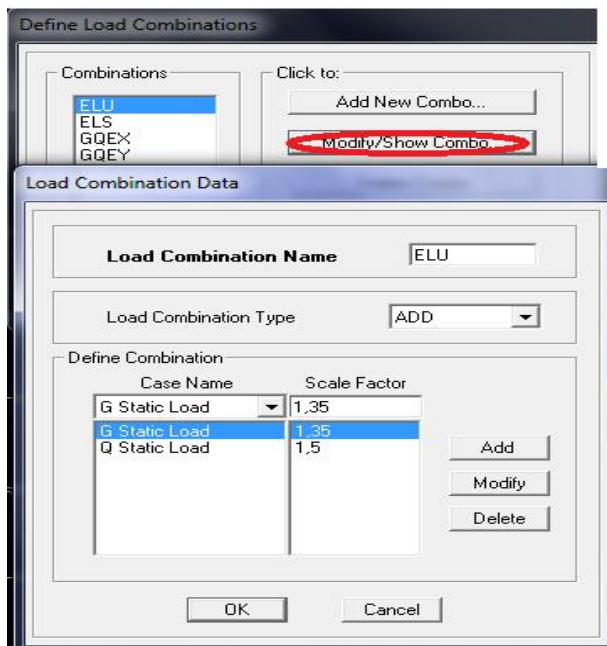 Define Load Combinations
Combinations
Click to:
ELU
ELS
GQEX
GQEY
Add New Combo...
Modify/Show Combo..
Load Combination Data
Load Combination Name
ELU
Load Combination Type
ADD
Define Combination
Case Name
Scale Factor
G Static Load
1,35
G Static Load
1,35
Q Static Load
1,5
Add
Modify
Delete
OK
Cancel